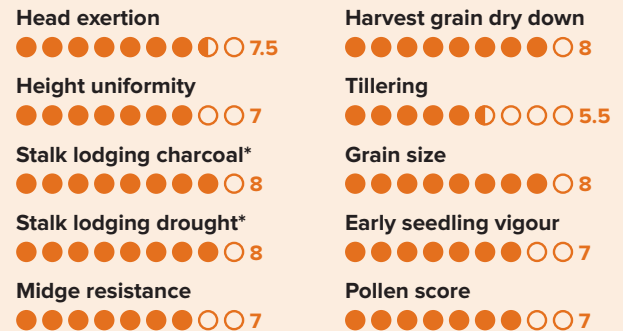 Head exertion
7.5
Height uniformity
7
Stalk lodging charcoal*
8
Stalk lodging drought*
8
Midge resistance
7
Harvest grain dry down
8
Tillering
5.5
Grain size
8
Early seedling vigour
7
Pollen score
7